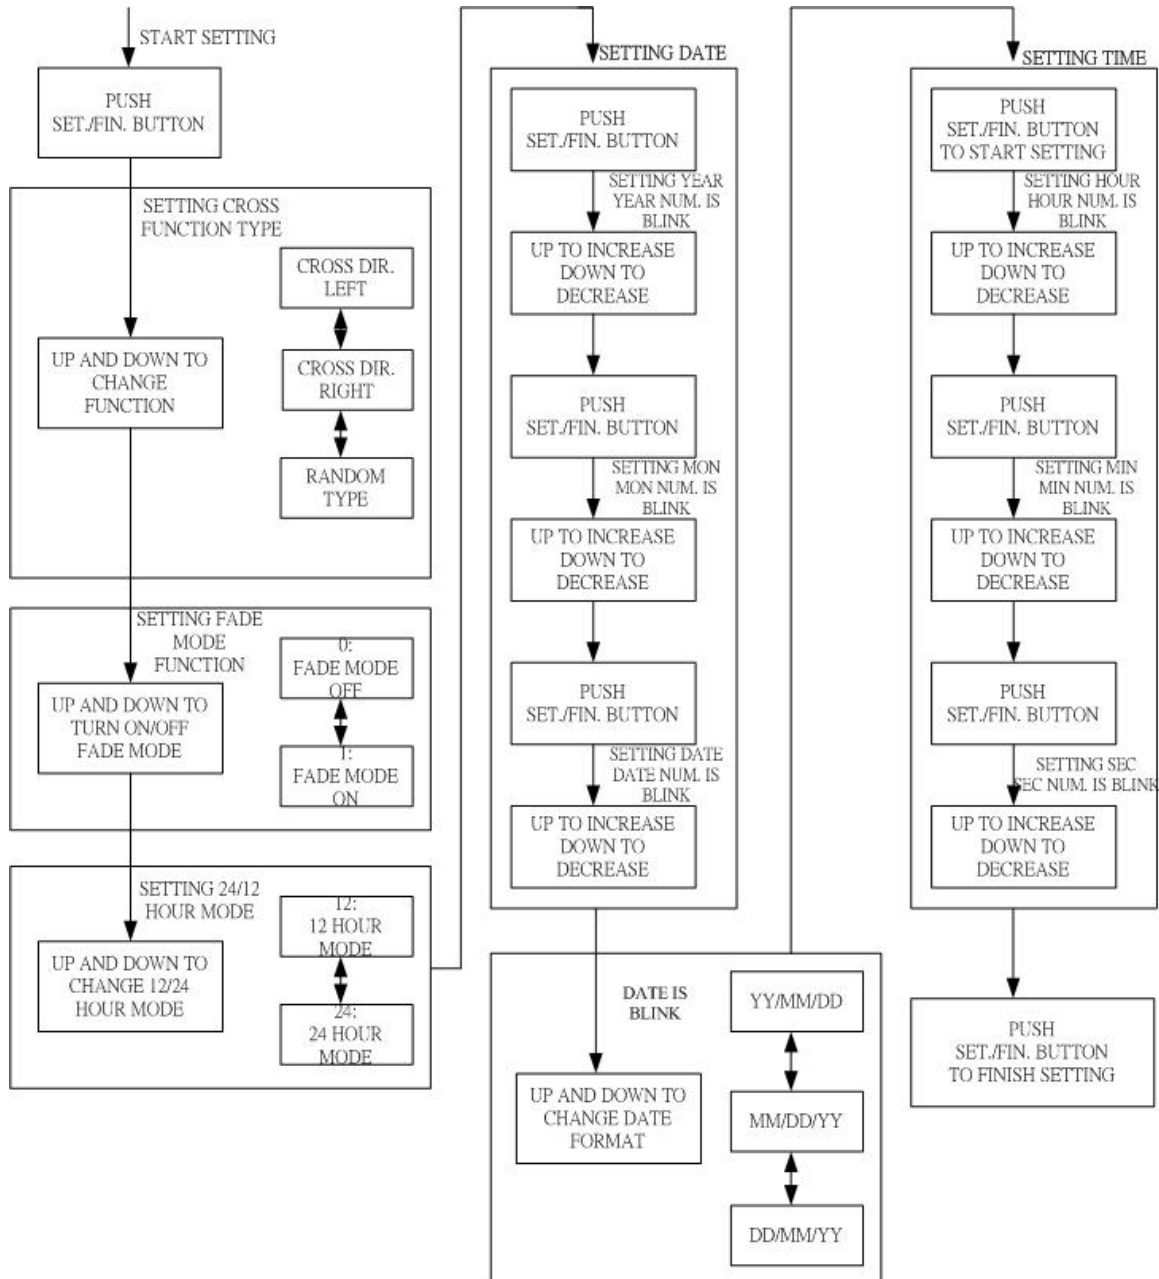 START SETTING
PUSH
SET./FIN. BUTTON
SETTING CROSS
FUNCTION TYPE
CROSS DIR.
LEFT
UP AND DOWN TO
CHANGE
FUNCTION
CROSS DIR.
RIGHT
RANDOM
TYPE
SETTING FADE
MODE
FUNCTION
0:
FADE MODE
OFF
UP AND DOWN TO
TURN ON/OFF
FADE MODE
1:
FADE MODE
ON
SETTING 24/12
HOUR MODE
12:
12 HOUR
MODE
UP AND DOWN TO
CHANGE 12/24
HOUR MODE
24:
24 HOUR
MODE
SETTING DATE
PUSH
SET./FIN. BUTTON
SETTING YEAR
YEAR NUM. IS
BLINK
UP TO INCREASE
DOWN TO
DECREASE
PUSH
SET./FIN. BUTTON
SETTING MON
MON NUM. IS
BLINK
UP TO INCREASE
DOWN TO
DECREASE
PUSH
SET./FIN. BUTTON
SETTING DATE
DATE NUM. IS
BLINK
UP TO INCREASE
DOWN TO
DECREASE
DATE IS
BLINK
YY/MM/DD
UP AND DOWN TO
CHANGE DATE
FORMAT
MM/DD/YY
DD/MM/YY
SETTING TIME
PUSH
SET./FIN. BUTTON
TO START SETTING
SETTING HOUR
HOUR NUM. IS
BLINK
UP TO INCREASE
DOWN TO
DECREASE
PUSH
SET./FIN. BUTTON
SETTING MIN
MIN NUM. IS
BLINK
UP TO INCREASE
DOWN TO
DECREASE
PUSH
SET./FIN. BUTTON
SETTING SEC
SEC NUM. IS BLINK
UP TO INCREASE
DOWN TO
DECREASE
PUSH
SET./FIN. BUTTON
TO FINISH SETTING